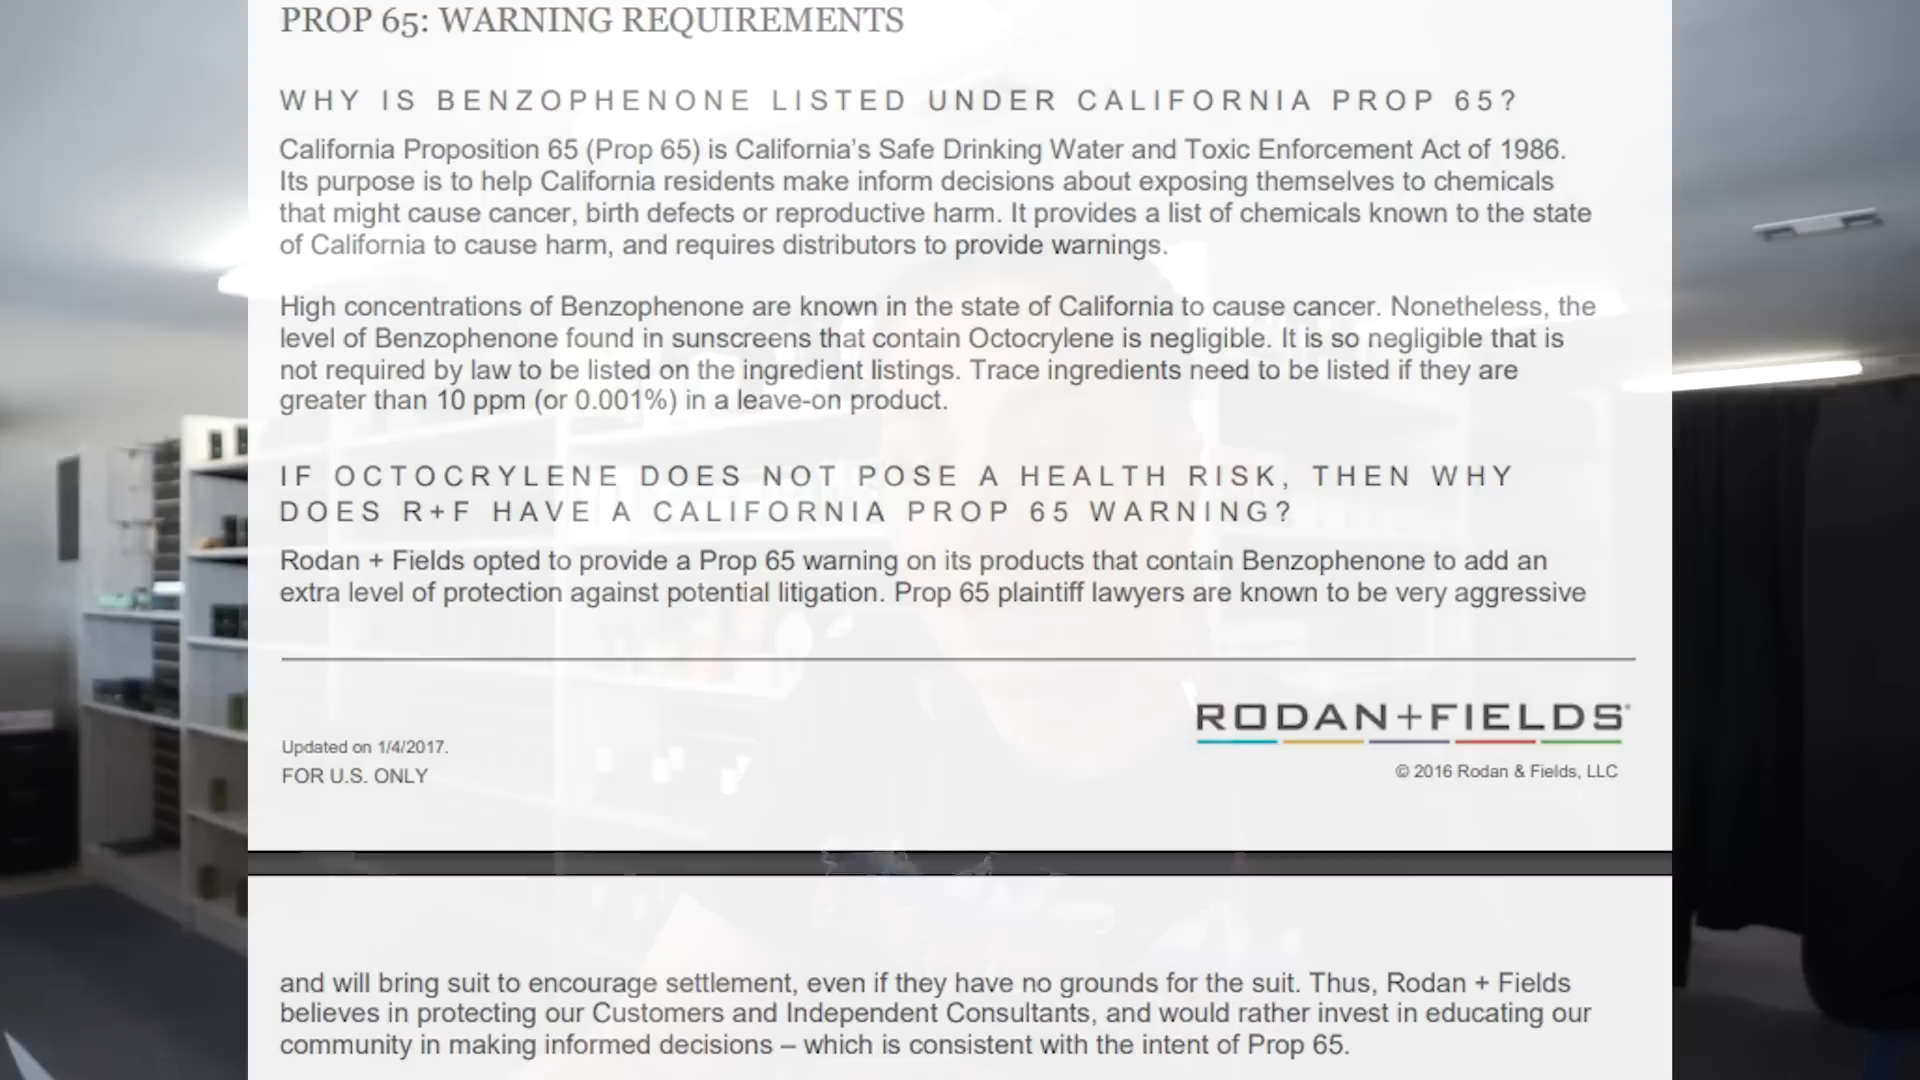 PROP 65: WARNING REQUIREMENTS
WHY IS BENZOPHENONE LISTED UNDER CALIFORNIA PROP 65?
California Proposition 65 (Prop 65) is California’s Safe Drinking Water and Toxic Enforcement Act of 1986.
Its purpose is to help California residents make inform decisions about exposing themselves to chemicals
that might cause cancer, birth defects or reproductive harm. It provides a list of chemicals known to the state
of California to cause harm, and requires distributors to provide warnings.
High concentrations of Benzophenone are known in the state of California to cause cancer. Nonetheless, the
level of Benzophenone found in sunscreens that contain Octocrylene is negligible. It is so negligible that is
not required by law to be listed on the ingredient listings. Trace ingredients need to be listed if they are
greater than 10 ppm (or 0.001%) in a leave-on product.
IF OCTOCRYLENE DOES NOT POSE A HEALTH RISK, THEN WHY
DOES R+F HAVE A CALIFORNIA PROP 65 WARNING?
Rodan + Fields opted to provide a Prop 65 warning on its products that contain Benzophenone to add an
extra level of protection against potential litigation. Prop 65 plaintiff lawyers are known to be very aggressive
RODAN+FIELDS®
Updated on 1/4/2017.
FOR U.S. ONLY
© 2016 Rodan & Fields, LLC
and will bring suit to encourage settlement, even if they have no grounds for the suit. Thus, Rodan + Fields
believes in protecting our Customers and Independent Consultants, and would rather invest in educating our
community in making informed decisions – which is consistent with the intent of Prop 65.